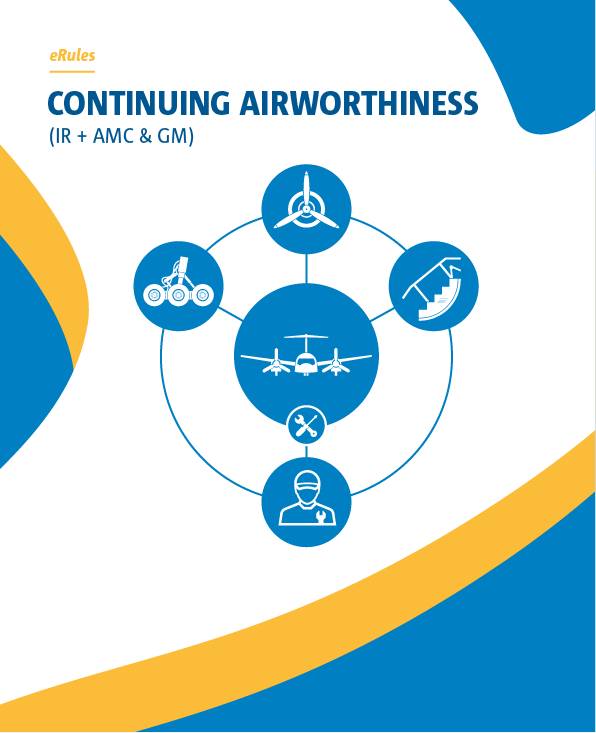 eRules
CONTINUING AIRWORTHINESS
(IR + AMC & GM)